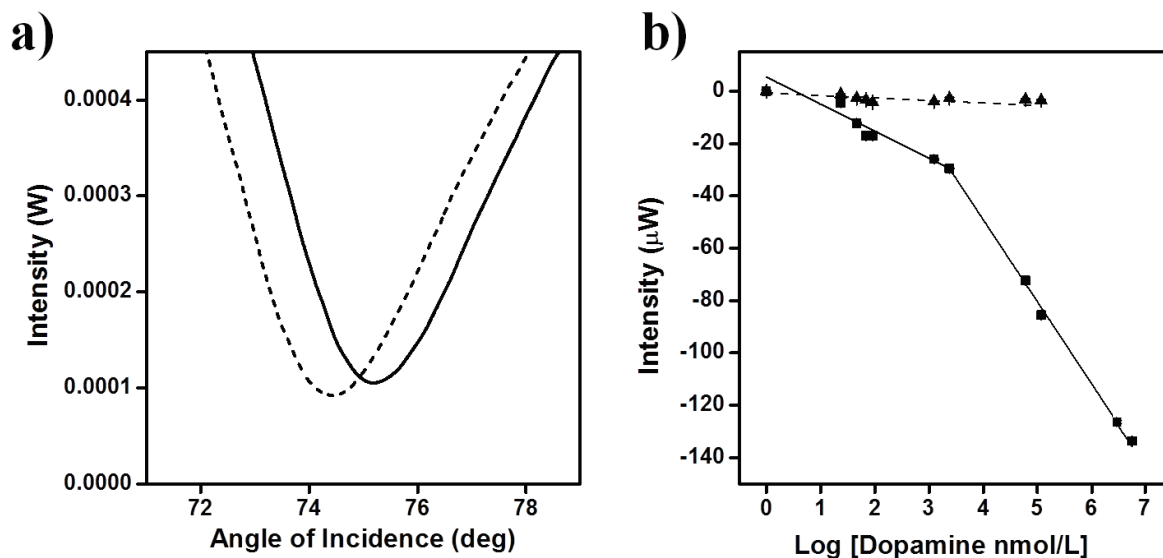 a)
Intensity (W)
0.0004
0.0003
0.0002
0.0001
0.0000
72 74 76 78
Angle of Incidence (deg)
b)
Intensity (μW)
0
-20
-40
-60
-80
-100
-120
-140
0 1 2 3 4 5 6 7
Log [Dopamine nmol/L]